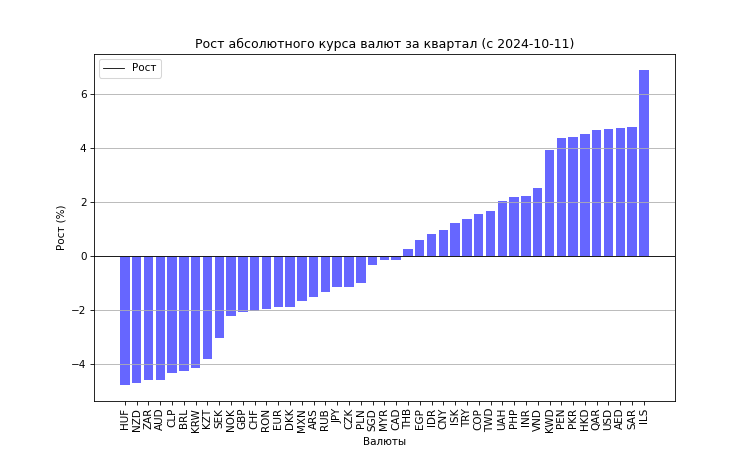 Рост абсолютного курса валют за квартал (с 2024-10-11)
Рост
6
4
2
0
−2
−4
Рост (%)
HUF
NZD
ZAR
AUD
CLP
BRL
KRW
KZT
SEK
NOK
GBP
CHF
RON
EUR
DKK
MXN
ARS
RUB
JPY
CZK
PLN
SGD
MYR
CAD
THB
EGP
IDR
CNY
ISK
TRY
COP
TWD
UAH
PHP
INR
VND
KWD
PEN
PKR
HKD
QAR
USD
AED
SAR
ILS
Валюты